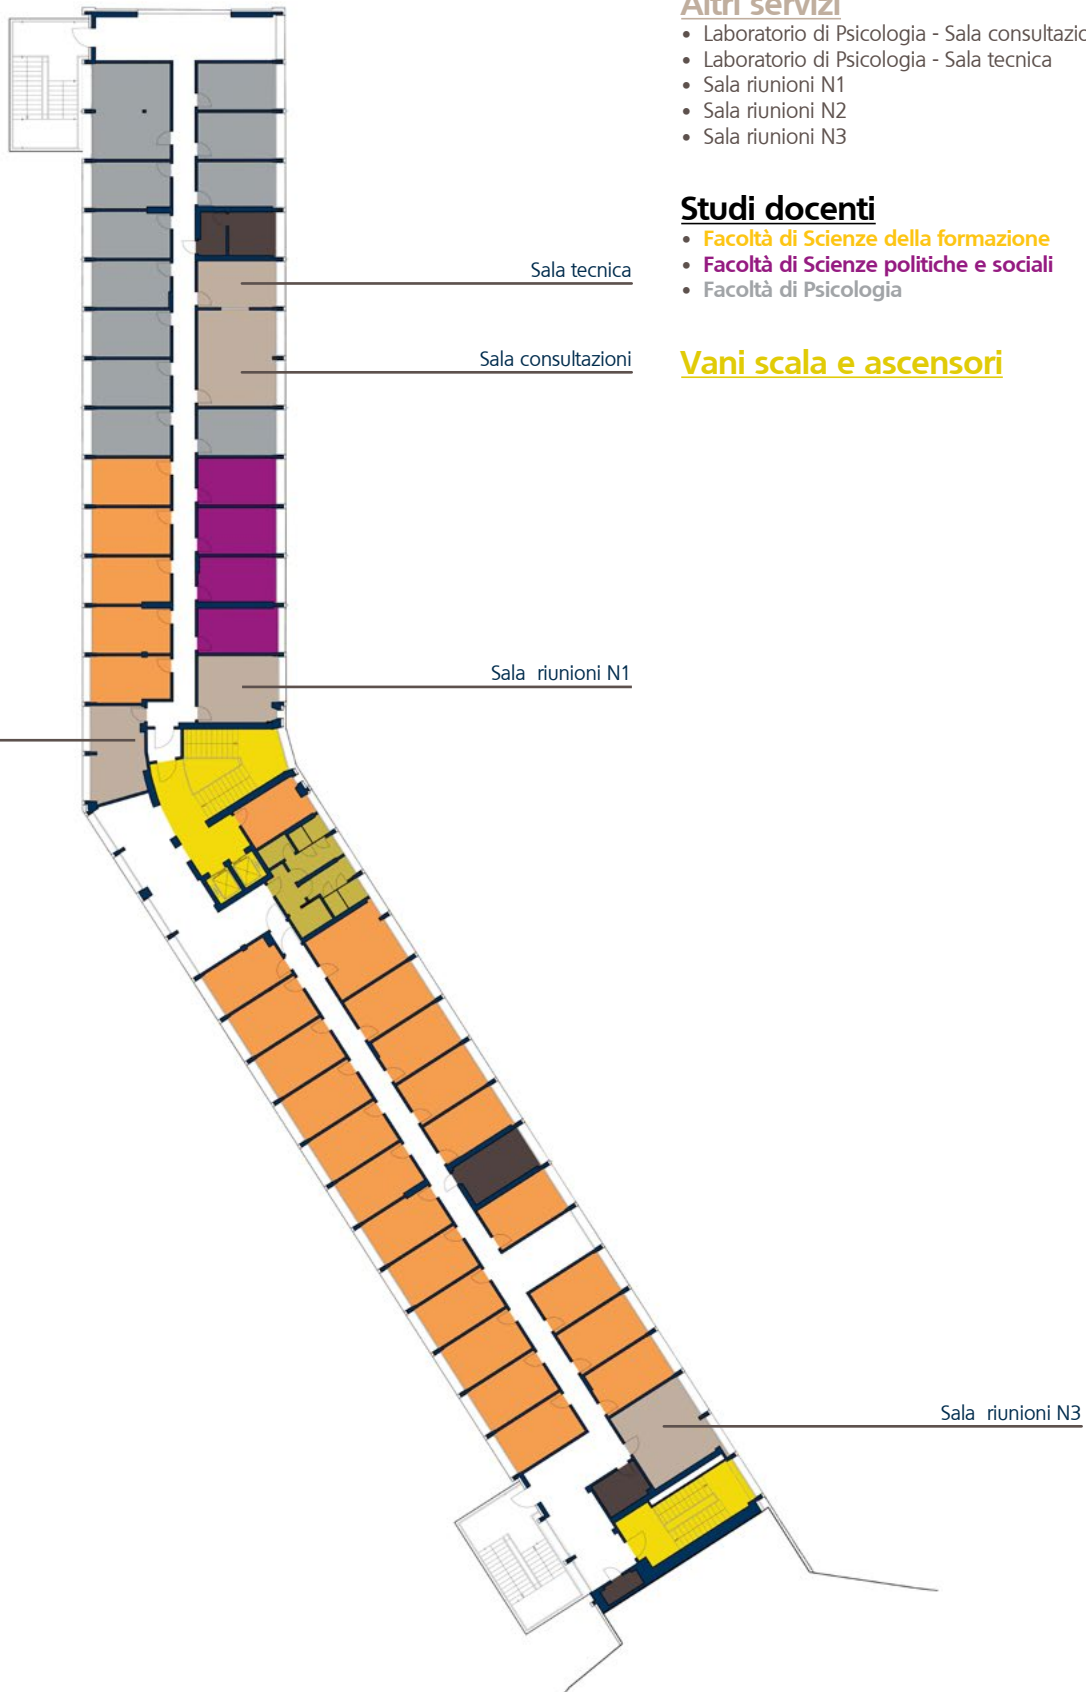 Altri servizi
• Laboratorio di Psicologia - Sala
• Laboratorio di Psicologia - Sala tecnica
• Sala riunioni N1
• Sala riunioni N2
• Sala riunioni N3
Studi docenti
• Facoltà di Scienze della formazione
• Facoltà di Scienze politiche e sociali
• Facoltà di Psicologia
Sala tecnica
Sala consultazioni
Vani scala e ascensori
Sala riunioni N1
Sala riunioni N3